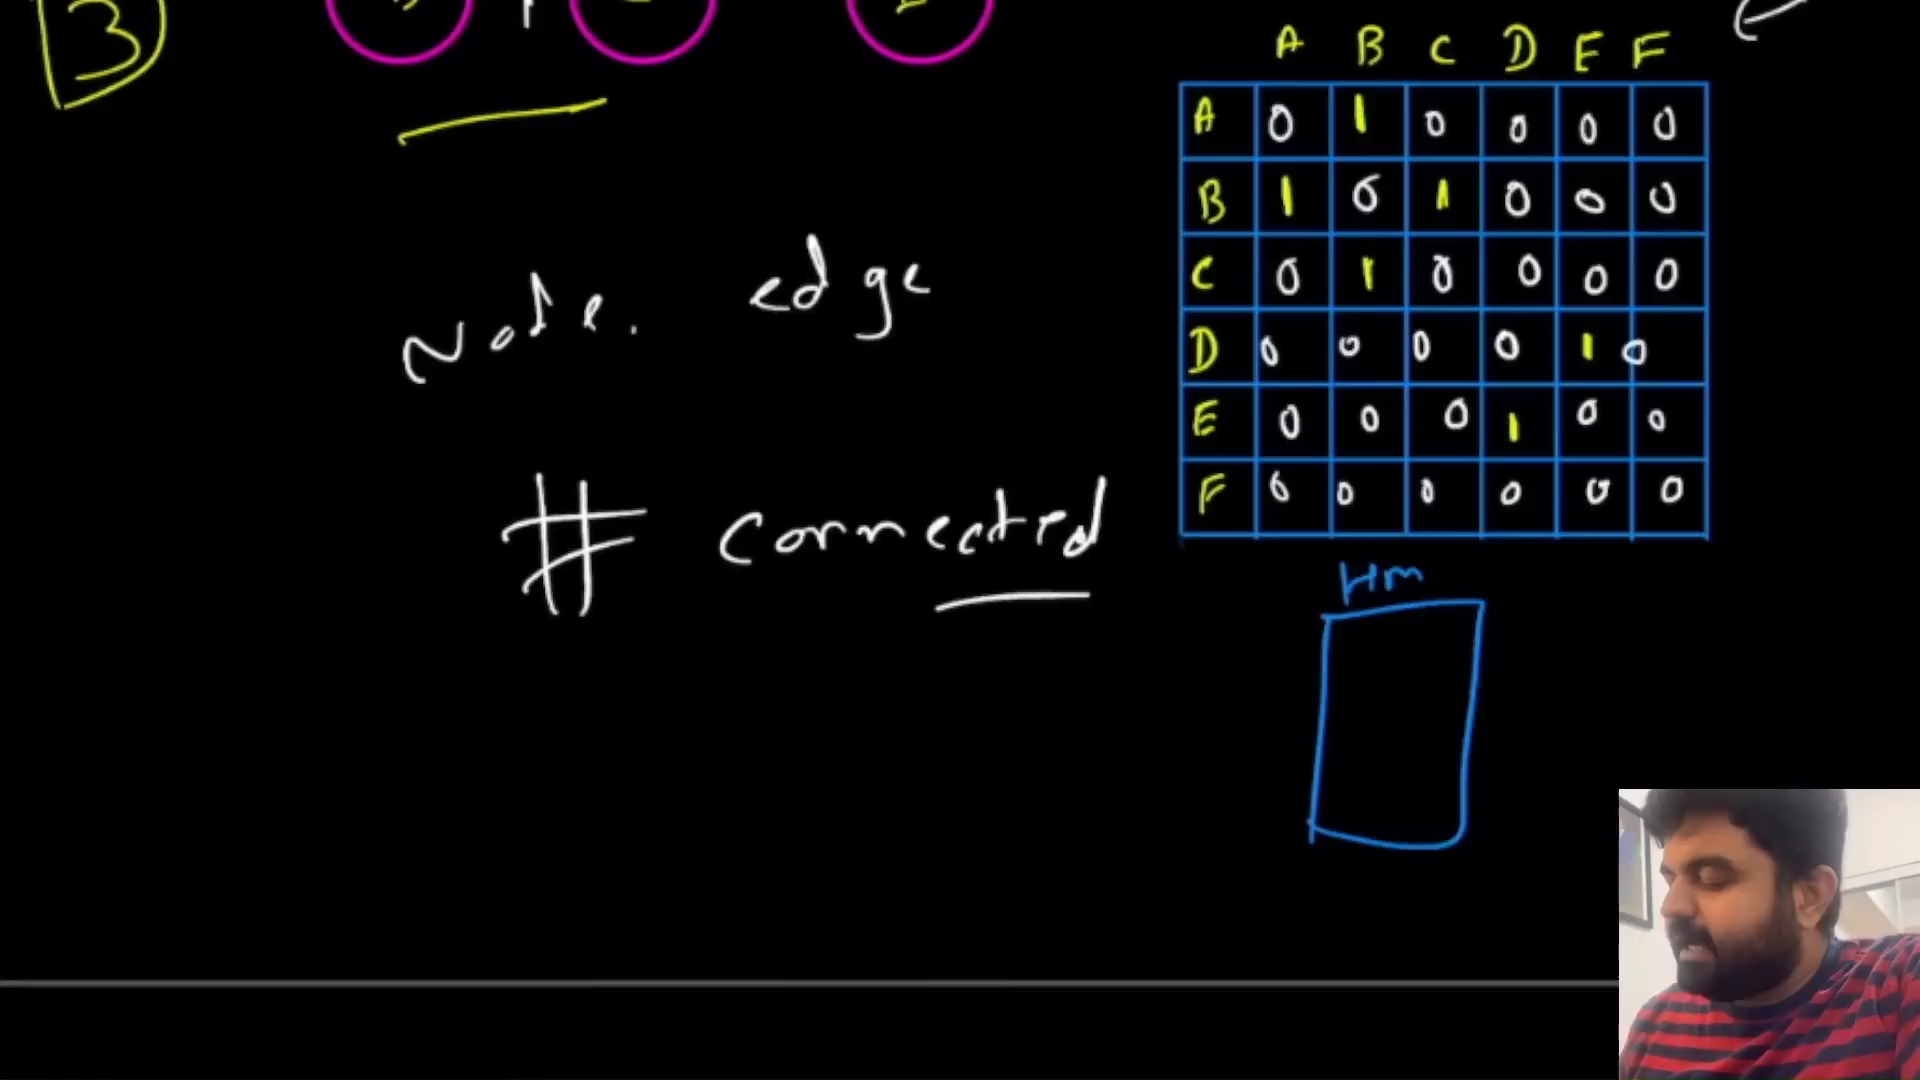 3
A B C D E F
A 0 1 0 0 0 0
B 1 0 1 0 0 0
C 0 1 0 0 0 0
D 0 0 0 0 1 0
E 0 0 0 1 0 0
F 0 0 0 0 0 0
Node. edge
# connected
HM